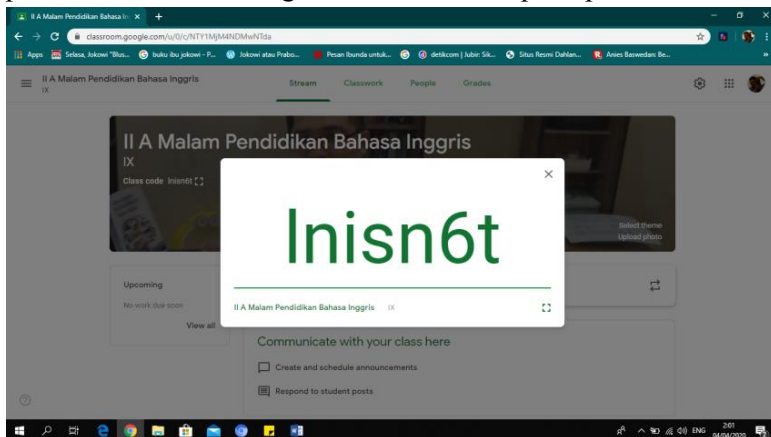 II A Malam Pendidikan Bahasa In
classroom.google.com/u/0/c/NTY1MjM4NDMwNTda
Apps
Selasa, Jokowi "Blus...
buku ibu jokowi - P...
Jokowi atau Prabo...
Pesan Ibunda untuk...
detikcom | Jubir: Sik...
Situs Resmi Dahlan...
Anies Baswedan: Be...
II A Malam Pendidikan Bahasa Inggris
IX
Stream
Classwork
People
Grades
II A Malam Pendidikan Bahasa Inggris
IX
Class code lnisn6t
Select theme
Upload photo
lnisn6t
II A Malam Pendidikan Bahasa Inggris IX
Upcoming
No work due soon
View all
Communicate with your class here
Create and schedule announcements
Respond to student posts
ENG
2:01
04/04/2020